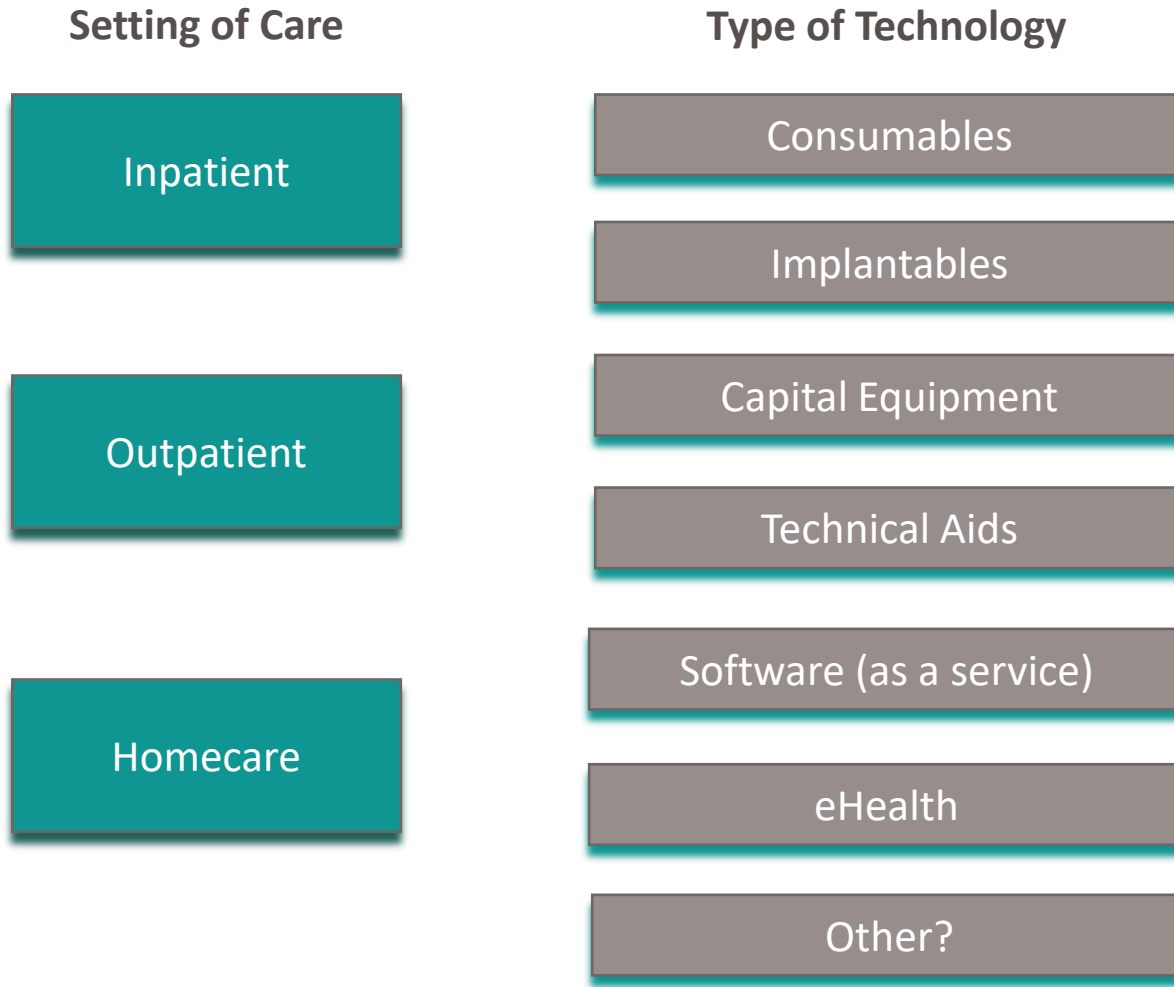 Setting of Care
Type of Technology
Inpatient
Outpatient
Homecare
Consumables
Implantables
Capital Equipment
Technical Aids
Software (as a service)
eHealth
Other?